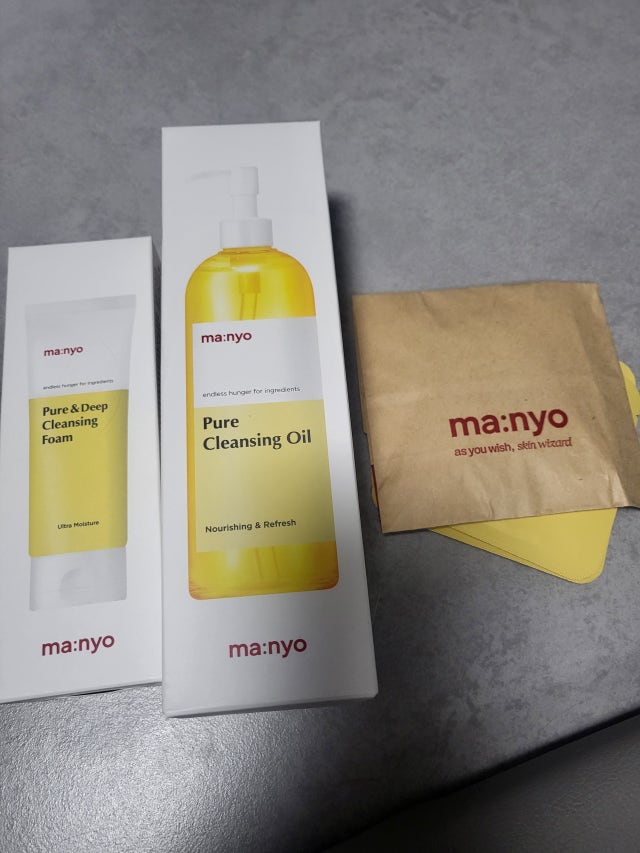 ma:nyo
endless hunger for ingredients
Pure & Deep
Cleansing
Foam
Ultra Moisture
ma:nyo
ma:nyo
endless hunger for ingredients
Pure
Cleansing Oil
Nourishing & Refresh
ma:nyo
ma:nyo
as you wish, skin wizard